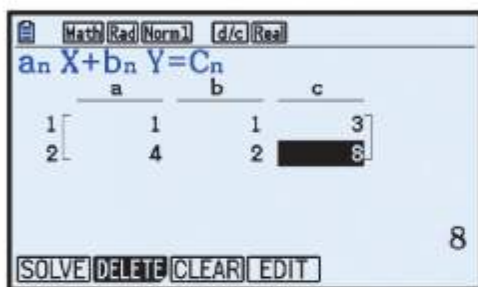 Math Rad Norm1 d/c Real
an X+bn Y=Cn
a b c
1 1 1 3
2 4 2 8
8
SOLVE DELETE CLEAR EDIT